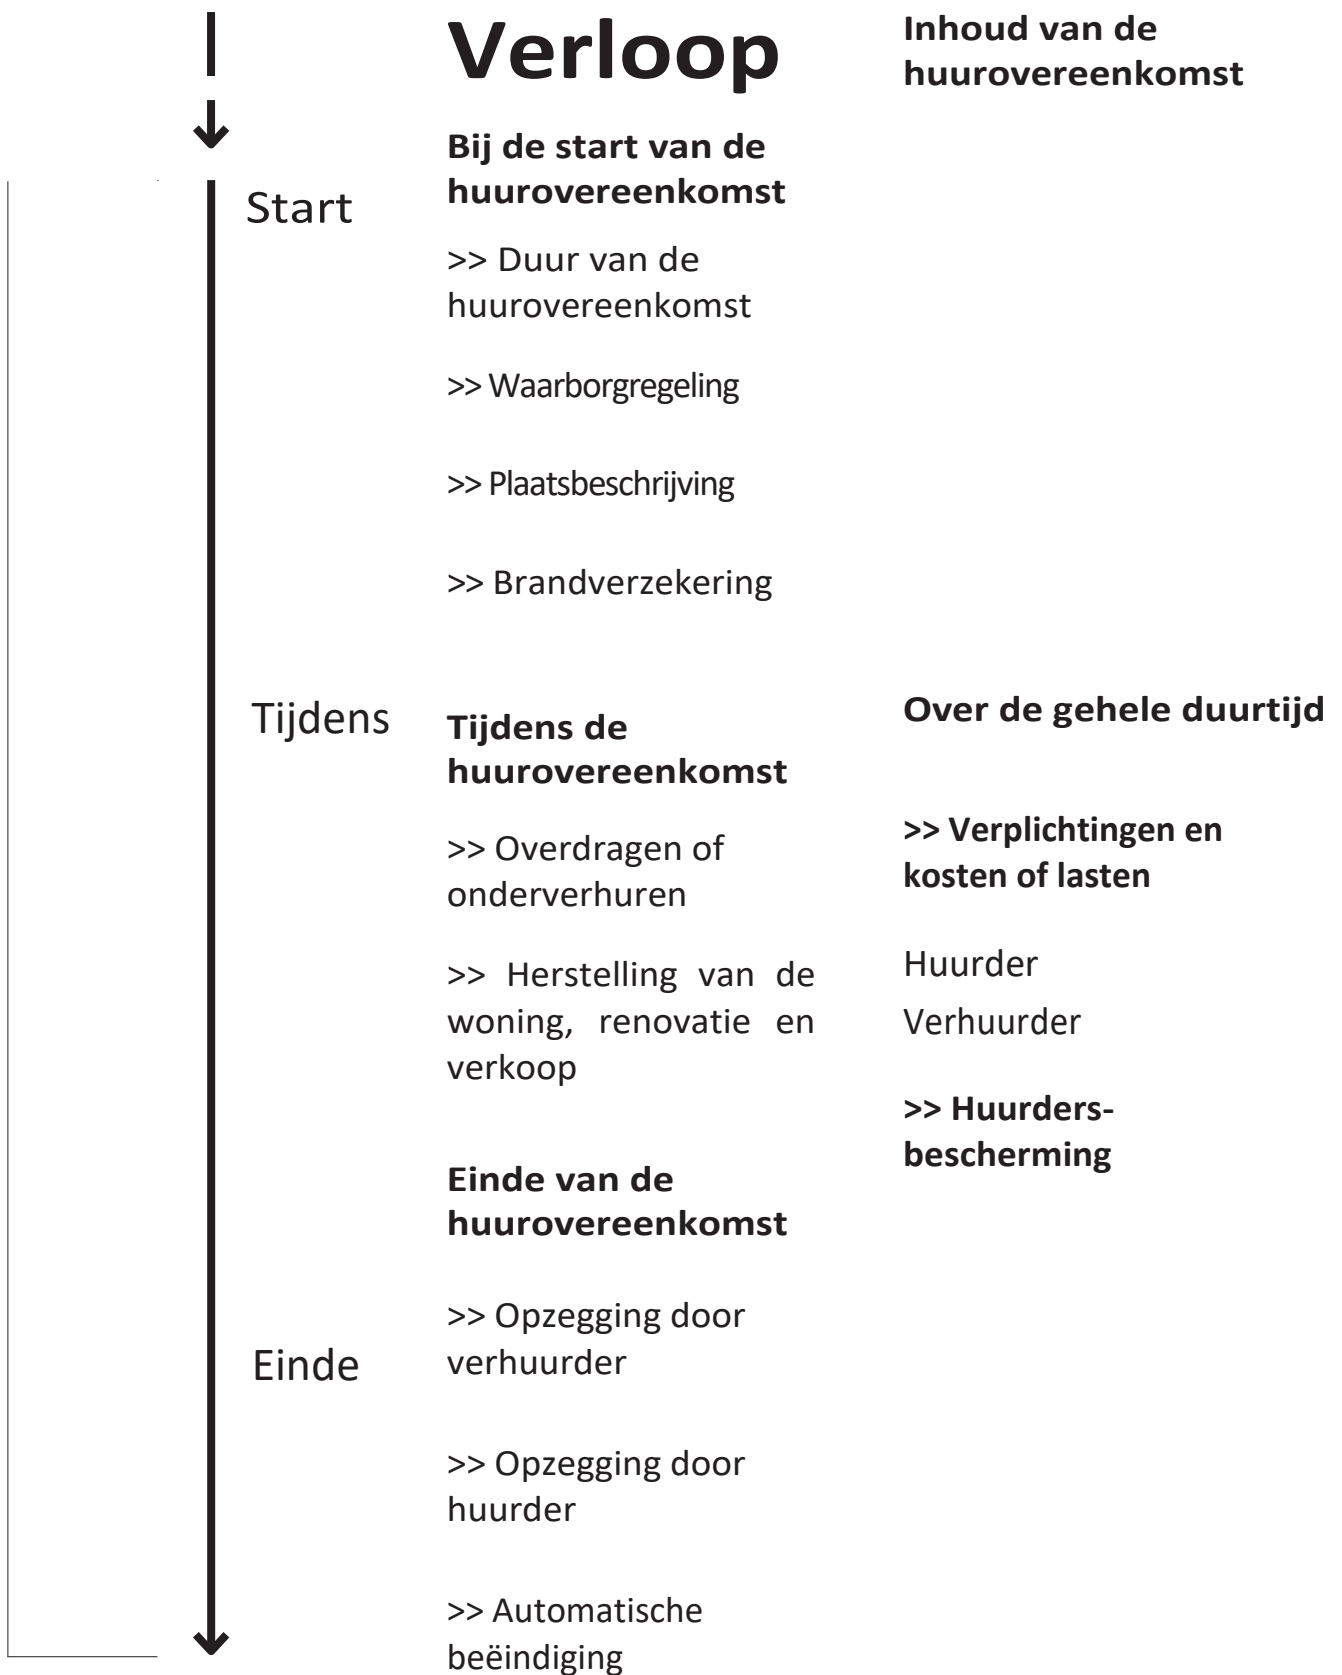 Verloop
Inhoud van de
huurovereenkomst
Start
Bij de start van de
huurovereenkomst
>> Duur van de
huurovereenkomst
>> Waarborgregeling
>> Plaatsbeschrijving
>> Brandverzekering
Tijdens
Tijdens de
huurovereenkomst
>> Overdragen of
onderverhuren
>> Herstelling van de
woning, renovatie en
verkoop
Over de gehele duurtijd
>> Verplichtingen en
kosten of lasten
Huurder
Verhuurder
>> Huurders-
bescherming
Einde
Einde van de
huurovereenkomst
>> Opzegging door
verhuurder
>> Opzegging door
huurder
>> Automatische
beëindiging